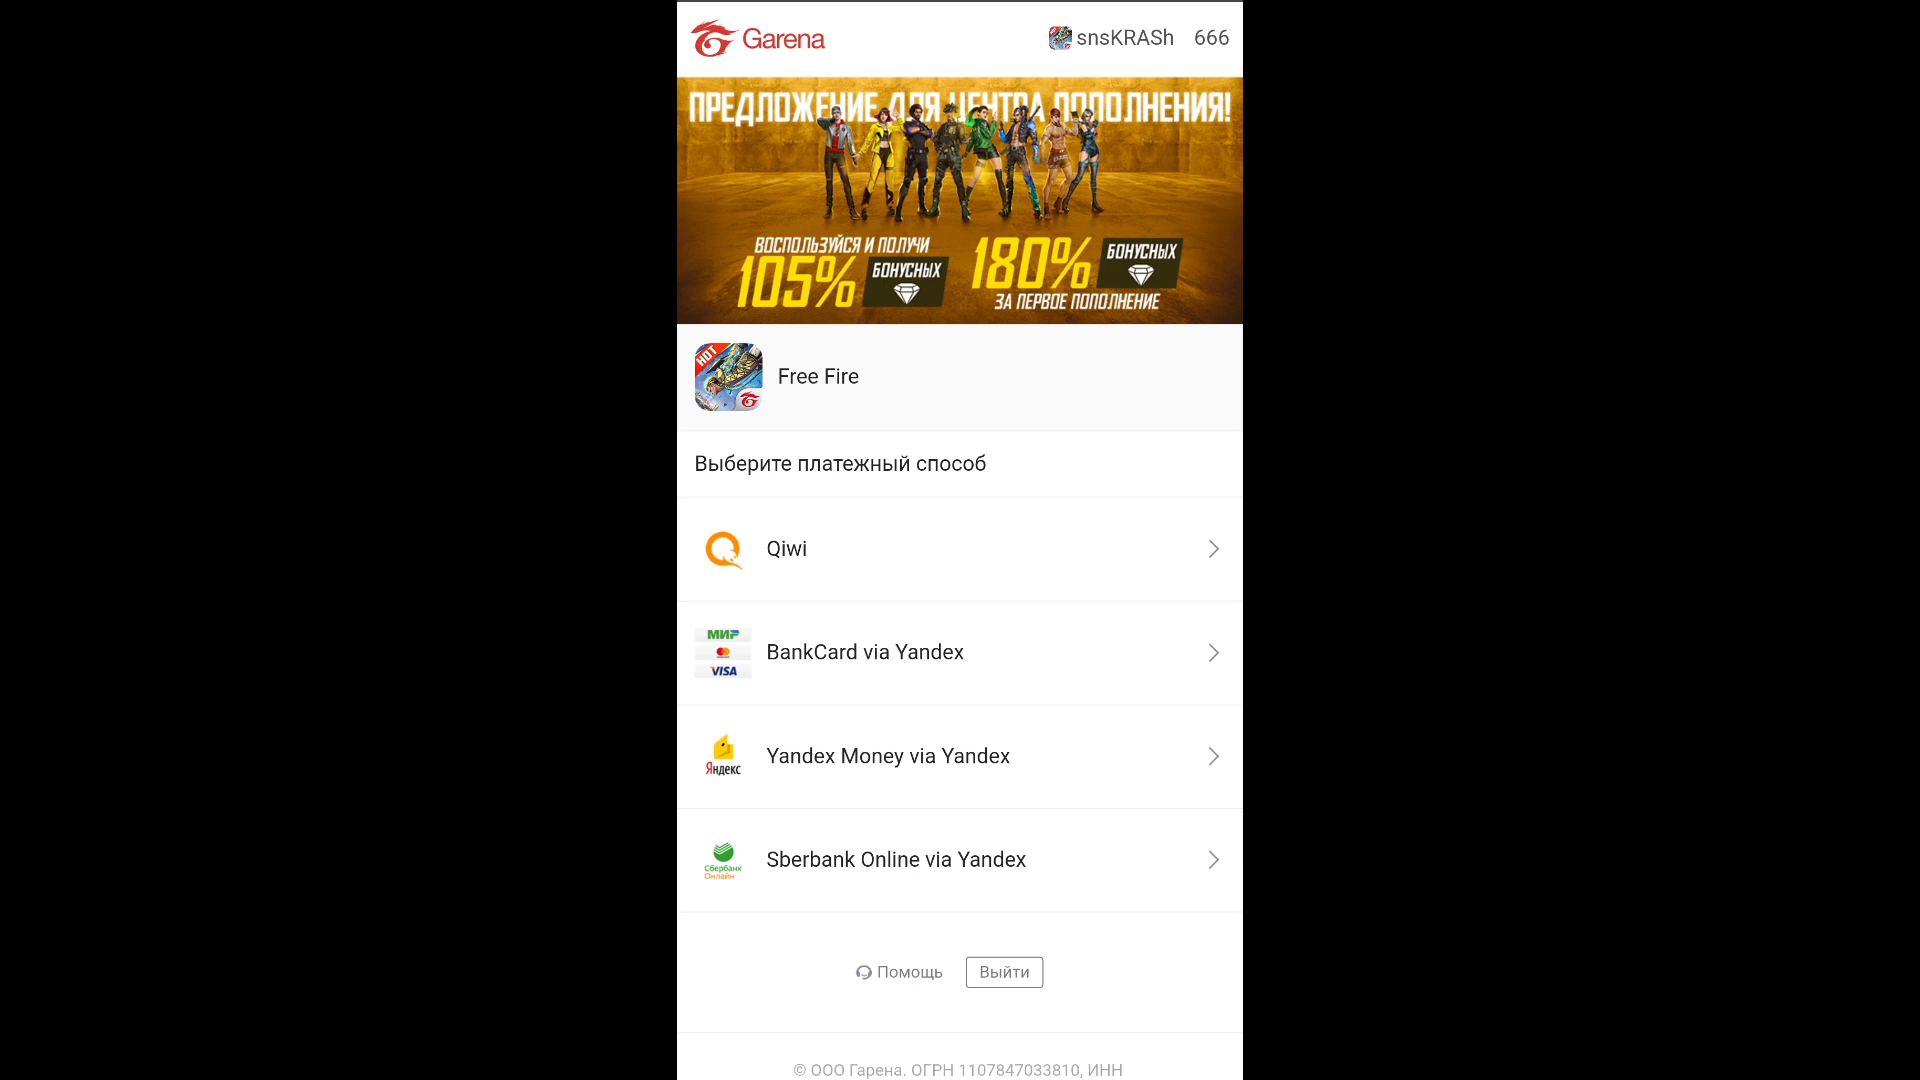 Garena
snsKRASh 666
ПРЕДЛОЖЕНИЕ ДЛЯ ЦЕНТРА ПОПОЛНЕНИЯ!
ВОСПОЛЬЗУЙСЯ И ПОЛУЧИ
105% БОНУСНЫХ
180% БОНУСНЫХ
ЗА ПЕРВОЕ ПОПОЛНЕНИЕ
HOT
Free Fire
Выберите платежный способ
Qiwi
МИР
VISA
BankCard via Yandex
Яндекс
Yandex Money via Yandex
Сбербанк
Онлайн
Sberbank Online via Yandex
Помощь
Выйти
© ООО Гарена. ОГРН 1107847033810, ИНН